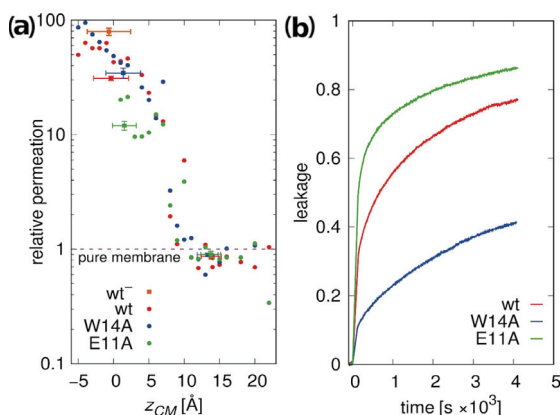 (a)
relative permeation
100
10
1
0.1
pure membrane
wt⁻
wt
W14A
E11A
−5 0 5 10 15 20
z_CM [Å]
(b)
leakage
1
0.8
0.6
0.4
0.2
0
wt
W14A
E11A
0 1 2 3 4 5
time [s ×10³]